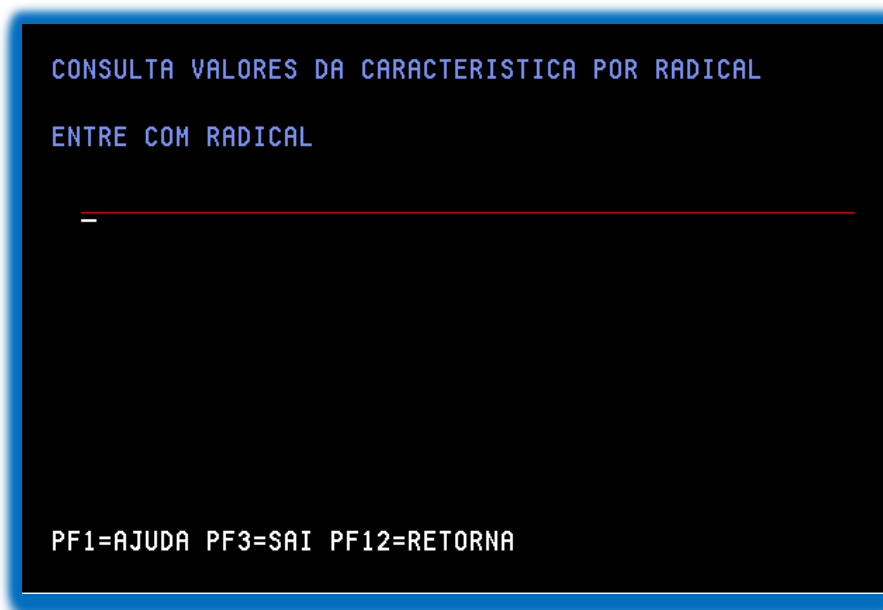 CONSULTA VALORES DA CARACTERISTICA POR RADICAL
ENTRE COM RADICAL
PF1=AJUDA PF3=SAI PF12=RETORNA